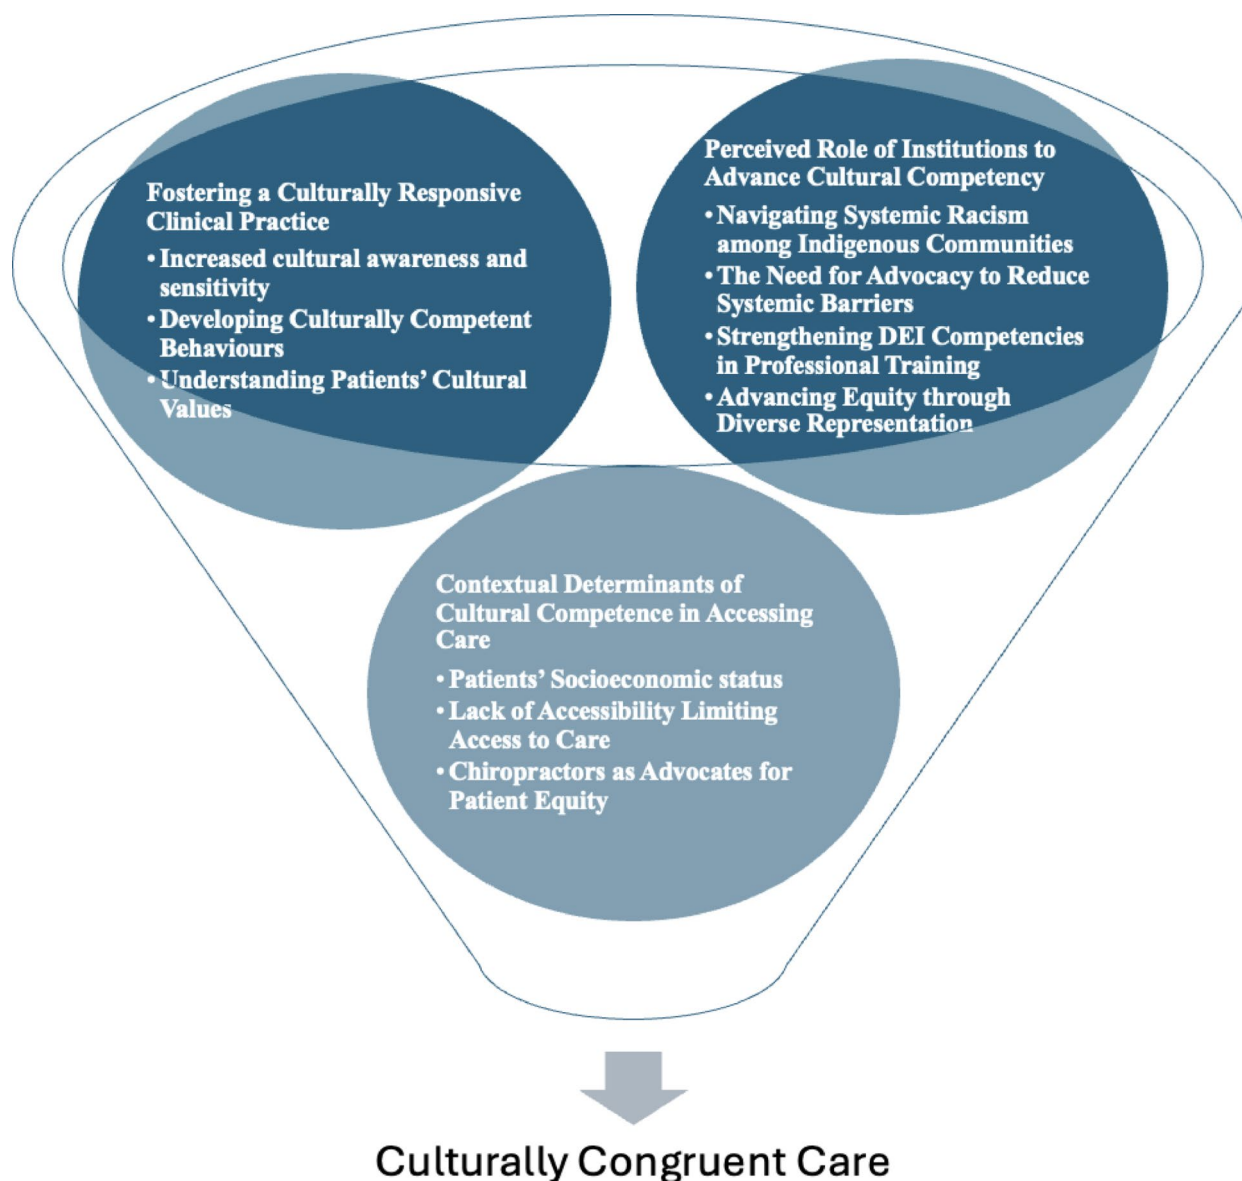 Fostering a Culturally Responsive
Clinical Practice
• Increased cultural awareness and
sensitivity
• Developing Culturally Competent
Behaviours
• Understanding Patients’ Cultural
Values
Perceived Role of Institutions to
Advance Cultural Competency
• Navigating Systemic Racism
among Indigenous Communities
• The Need for Advocacy to Reduce
Systemic Barriers
• Strengthening DEI Competencies
in Professional Training
• Advancing Equity through
Diverse Representation
Contextual Determinants of
Cultural Competence in Accessing
Care
• Patients’ Socioeconomic status
• Lack of Accessibility Limiting
Access to Care
• Chiropractors as Advocates for
Patient Equity
Culturally Congruent Care